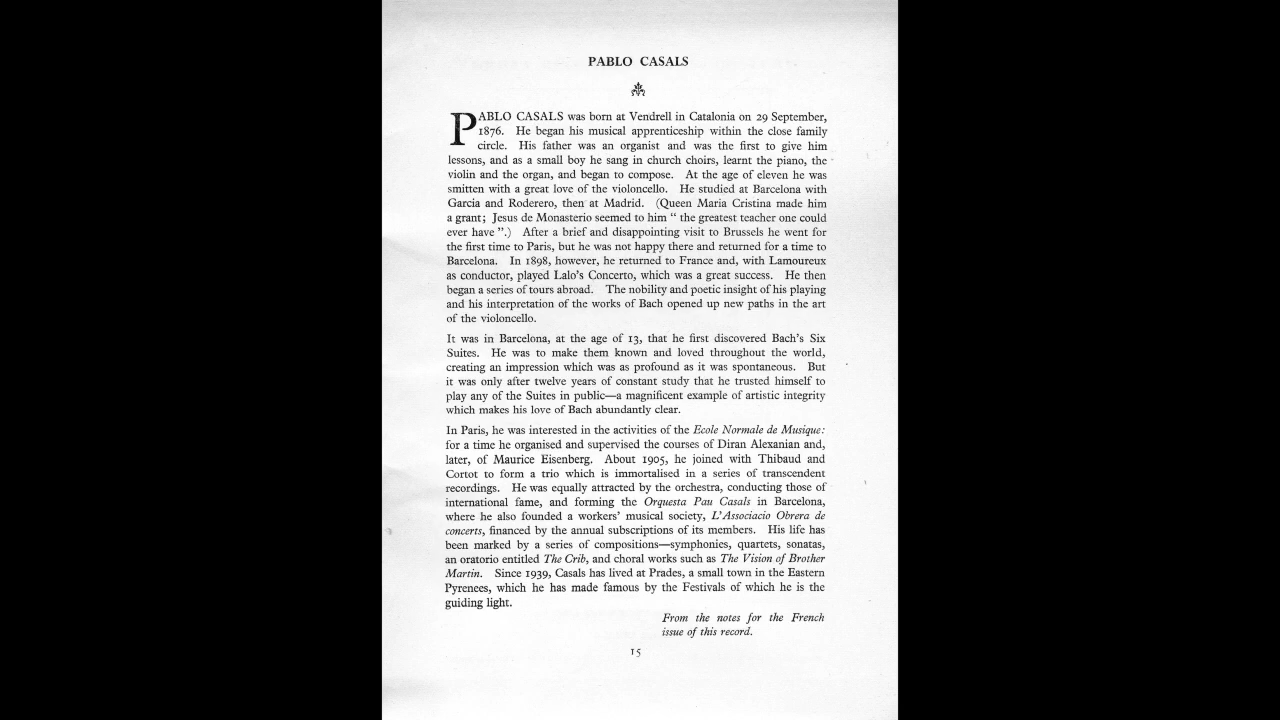 PABLO CASALS
PABLO CASALS was born at Vendrell in Catalonia on 29 September,
1876. He began his musical apprenticeship within the close family
circle. His father was an organist and was the first to give him
lessons, and as a small boy he sang in church choirs, learnt the piano, the
violin and the organ, and began to compose. At the age of eleven he was
smitten with a great love of the violoncello. He studied at Barcelona with
Garcia and Roderero, then at Madrid. (Queen Maria Cristina made him
a grant; Jesus de Monasterio seemed to him “ the greatest teacher one could
ever have ”.) After a brief and disappointing visit to Brussels he went for
the first time to Paris, but he was not happy there and returned for a time to
Barcelona. In 1898, however, he returned to France and, with Lamoureux
as conductor, played Lalo’s Concerto, which was a great success. He then
began a series of tours abroad. The nobility and poetic insight of his playing
and his interpretation of the works of Bach opened up new paths in the art
of the violoncello.
It was in Barcelona, at the age of 13, that he first discovered Bach’s Six
Suites. He was to make them known and loved throughout the world,
creating an impression which was as profound as it was spontaneous. But
it was only after twelve years of constant study that he trusted himself to
play any of the Suites in public—a magnificent example of artistic integrity
which makes his love of Bach abundantly clear.
In Paris, he was interested in the activities of the Ecole Normale de Musique:
for a time he organised and supervised the courses of Diran Alexanian and,
later, of Maurice Eisenberg. About 1905, he joined with Thibaud and
Cortot to form a trio which is immortalised in a series of transcendent
recordings. He was equally attracted by the orchestra, conducting those of
international fame, and forming the Orquesta Pau Casals in Barcelona,
where he also founded a workers’ musical society, L’Associacio Obrera de
concerts, financed by the annual subscriptions of its members. His life has
been marked by a series of compositions—symphonies, quartets, sonatas,
an oratorio entitled The Crib, and choral works such as The Vision of Brother
Martin. Since 1939, Casals has lived at Prades, a small town in the Eastern
Pyrenees, which he has made famous by the Festivals of which he is the
guiding light.
From the notes for the French
issue of this record.
15